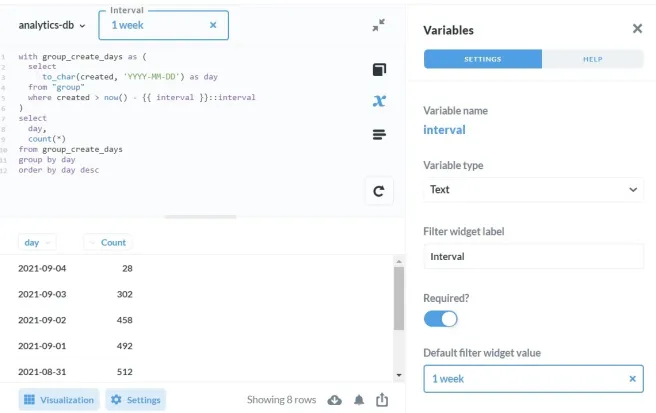 Interval
analytics-db
1 week
1 with group_create_days as (
2 select
3 to_char(created, 'YYYY-MM-DD') as day
4 from "group"
5 where created > now() - {{ interval }}::interval
6 )
7 select
8 day,
9 count(*)
10 from group_create_days
11 group by day
12 order by day desc
day Count
2021-09-04 28
2021-09-03 302
2021-09-02 458
2021-09-01 492
2021-08-31 512
Visualization
Settings
Showing 8 rows
Variables
SETTINGS
HELP
Variable name
interval
Variable type
Text
Filter widget label
Interval
Required?
Default filter widget value
1 week